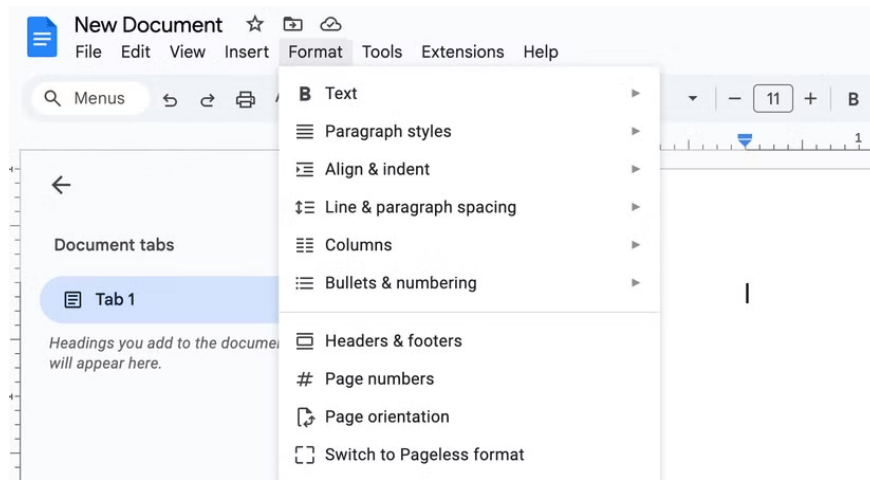 New Document
File Edit View Insert Format Tools Extensions Help
Menus
11
B
1
B Text
Paragraph styles
Align & indent
Line & paragraph spacing
Columns
Bullets & numbering
Headers & footers
# Page numbers
Page orientation
Switch to Pageless format
Document tabs
Tab 1
Headings you add to the docume
will appear here.